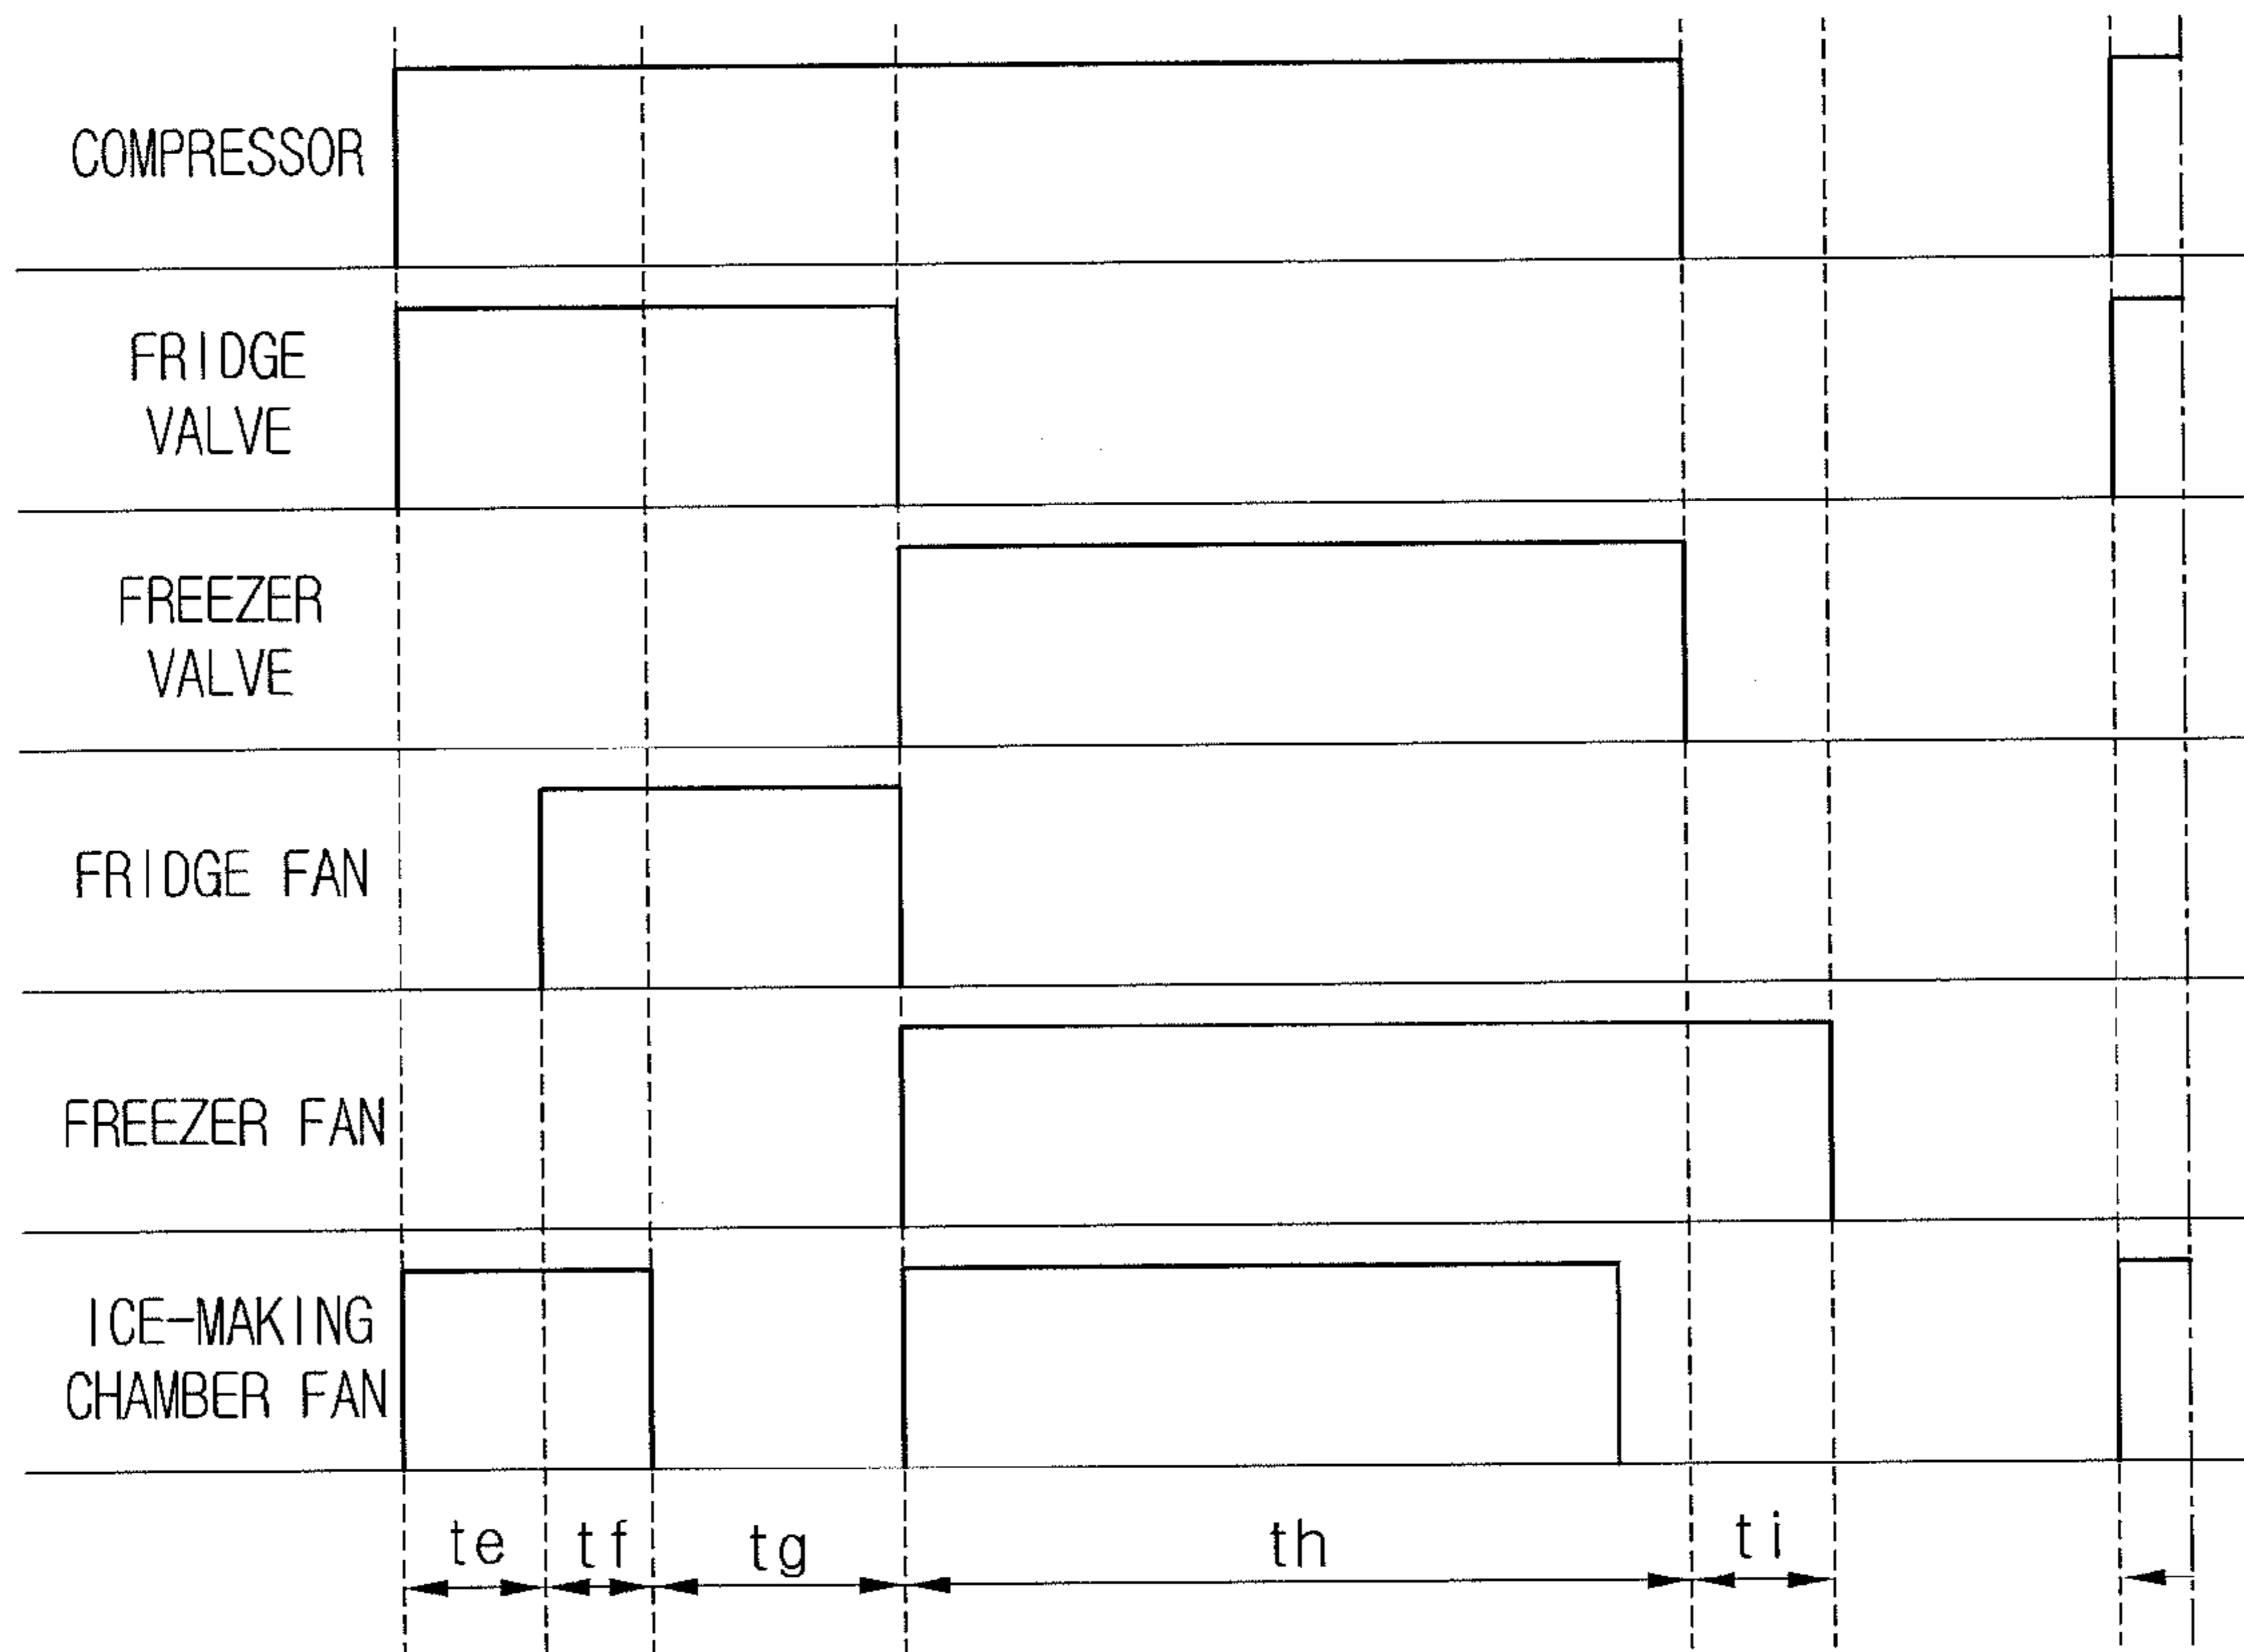 COMPRESSOR
FRIDGE
VALVE
FREEZER
VALVE
FRIDGE FAN
FREEZER FAN
ICE-MAKING
CHAMBER FAN
te tf tg th ti